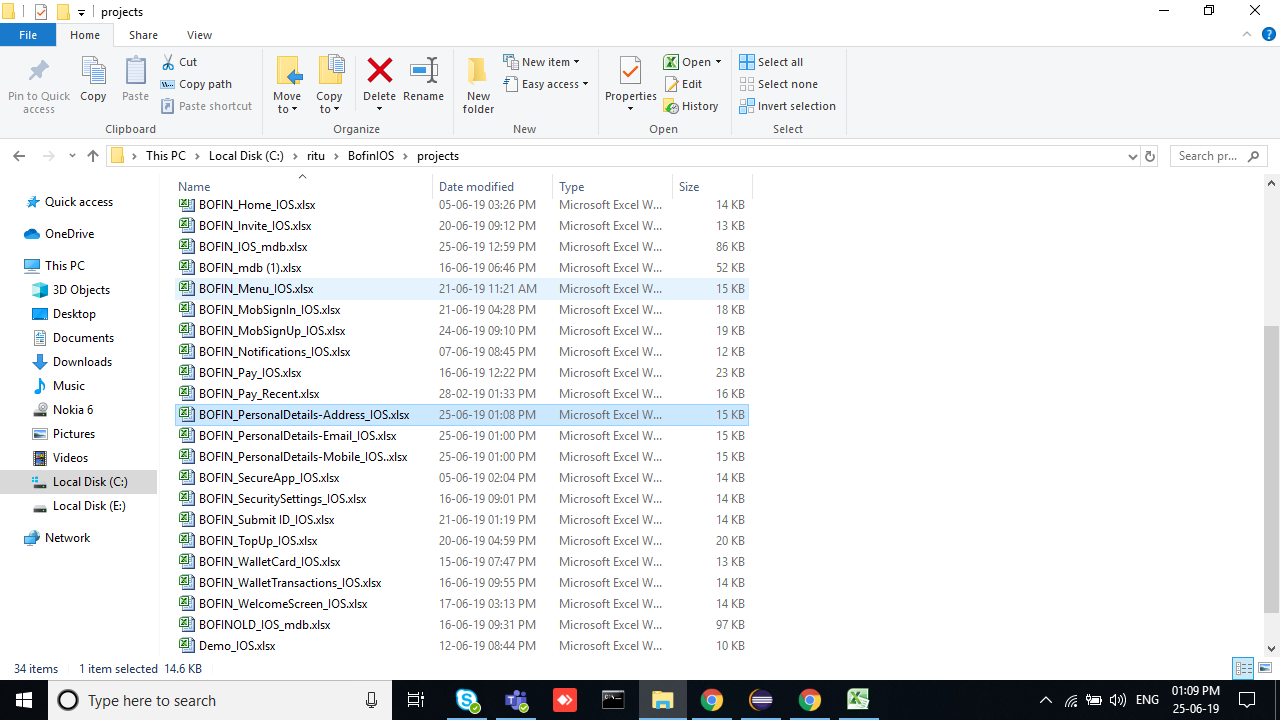 projects
File Home Share View
Pin to Quick access Copy Paste Cut Copy path Paste shortcut Move to Copy to Delete Rename New folder New item Easy access Properties Open Edit History Select all Select none Invert selection
Clipboard Organize New Open Select
This PC Local Disk (C:) ritu BofinIOS projects Search pr...
Name Date modified Type Size
Quick access
OneDrive
This PC
3D Objects
Desktop
Documents
Downloads
Music
Nokia 6
Pictures
Videos
Local Disk (C:)
Local Disk (E:)
Network
BOFIN_Home_IOS.xlsx 05-06-19 03:26 PM Microsoft Excel W... 14 KB
BOFIN_Invite_IOS.xlsx 20-06-19 09:12 PM Microsoft Excel W... 13 KB
BOFIN_IOS_mdb.xlsx 25-06-19 12:59 PM Microsoft Excel W... 86 KB
BOFIN_mdb (1).xlsx 16-06-19 06:46 PM Microsoft Excel W... 52 KB
BOFIN_Menu_IOS.xlsx 21-06-19 11:21 AM Microsoft Excel W... 15 KB
BOFIN_MobSignIn_IOS.xlsx 21-06-19 04:28 PM Microsoft Excel W... 18 KB
BOFIN_MobSignUp_IOS.xlsx 24-06-19 09:10 PM Microsoft Excel W... 19 KB
BOFIN_Notifications_IOS.xlsx 07-06-19 08:45 PM Microsoft Excel W... 12 KB
BOFIN_Pay_IOS.xlsx 16-06-19 12:22 PM Microsoft Excel W... 23 KB
BOFIN_Pay_Recent.xlsx 28-02-19 01:33 PM Microsoft Excel W... 16 KB
BOFIN_PersonalDetails-Address_IOS.xlsx 25-06-19 01:08 PM Microsoft Excel W... 15 KB
BOFIN_PersonalDetails-Email_IOS.xlsx 25-06-19 01:00 PM Microsoft Excel W... 15 KB
BOFIN_PersonalDetails-Mobile_IOS..xlsx 25-06-19 01:00 PM Microsoft Excel W... 15 KB
BOFIN_SecureApp_IOS.xlsx 05-06-19 02:04 PM Microsoft Excel W... 14 KB
BOFIN_SecuritySettings_IOS.xlsx 16-06-19 09:01 PM Microsoft Excel W... 14 KB
BOFIN_Submit ID_IOS.xlsx 21-06-19 01:19 PM Microsoft Excel W... 14 KB
BOFIN_TopUp_IOS.xlsx 20-06-19 04:59 PM Microsoft Excel W... 20 KB
BOFIN_WalletCard_IOS.xlsx 15-06-19 07:47 PM Microsoft Excel W... 13 KB
BOFIN_WalletTransactions_IOS.xlsx 16-06-19 09:55 PM Microsoft Excel W... 14 KB
BOFIN_WelcomeScreen_IOS.xlsx 17-06-19 03:13 PM Microsoft Excel W... 14 KB
BOFINOLD_IOS_mdb.xlsx 16-06-19 09:31 PM Microsoft Excel W... 97 KB
Demo_IOS.xlsx 12-06-19 08:44 PM Microsoft Excel W... 10 KB
34 items 1 item selected 14.6 KB
Type here to search ENG 01:09 PM
25-06-19